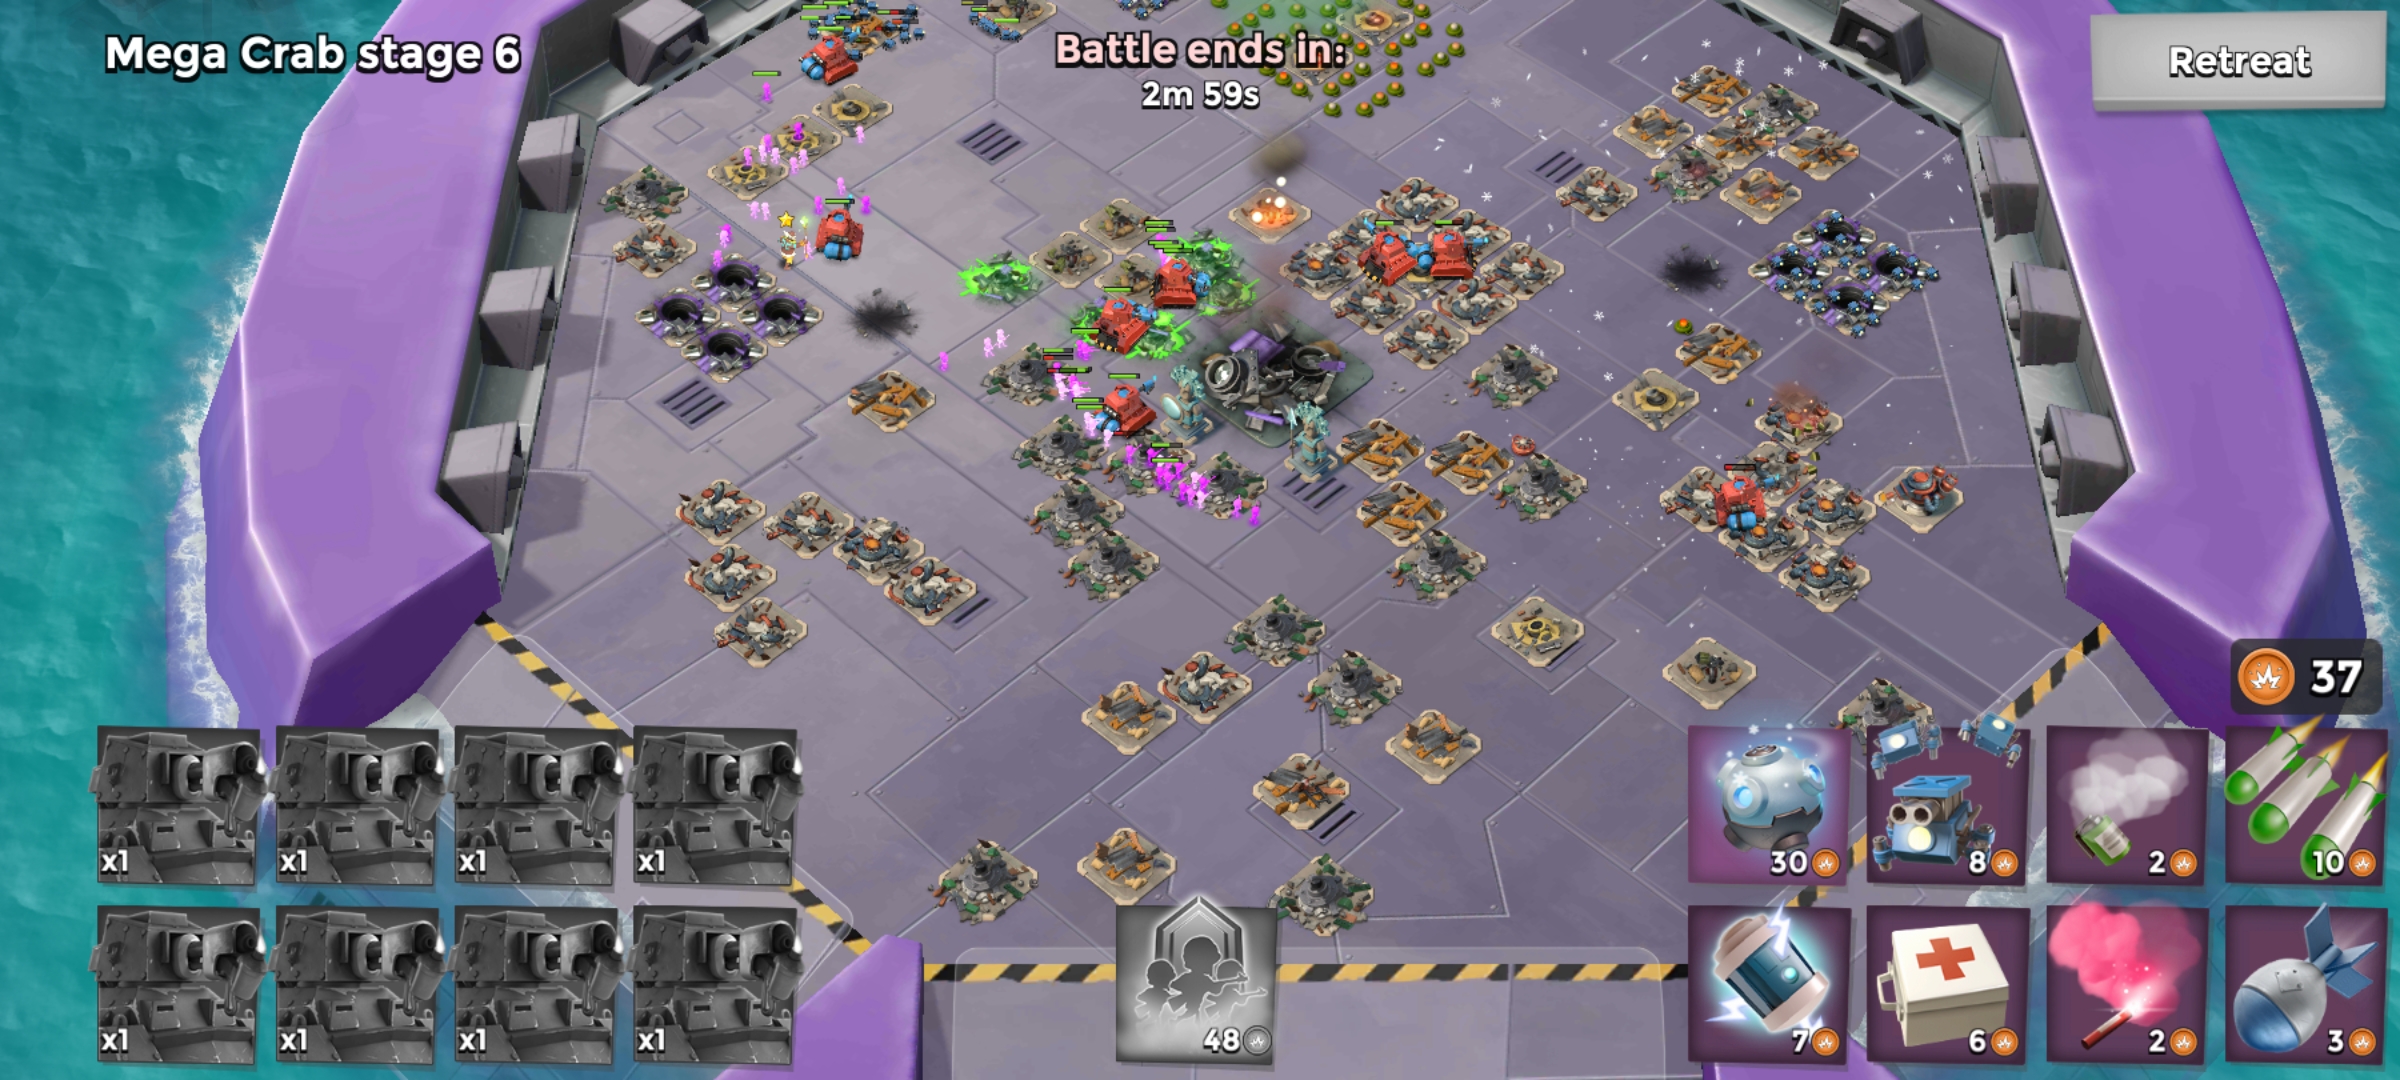 Mega Crab stage 6
Battle ends in:
2m 59s
Retreat
37
x1
x1
x1
x1
30
8
2
10
x1
x1
x1
x1
48
7
6
2
3